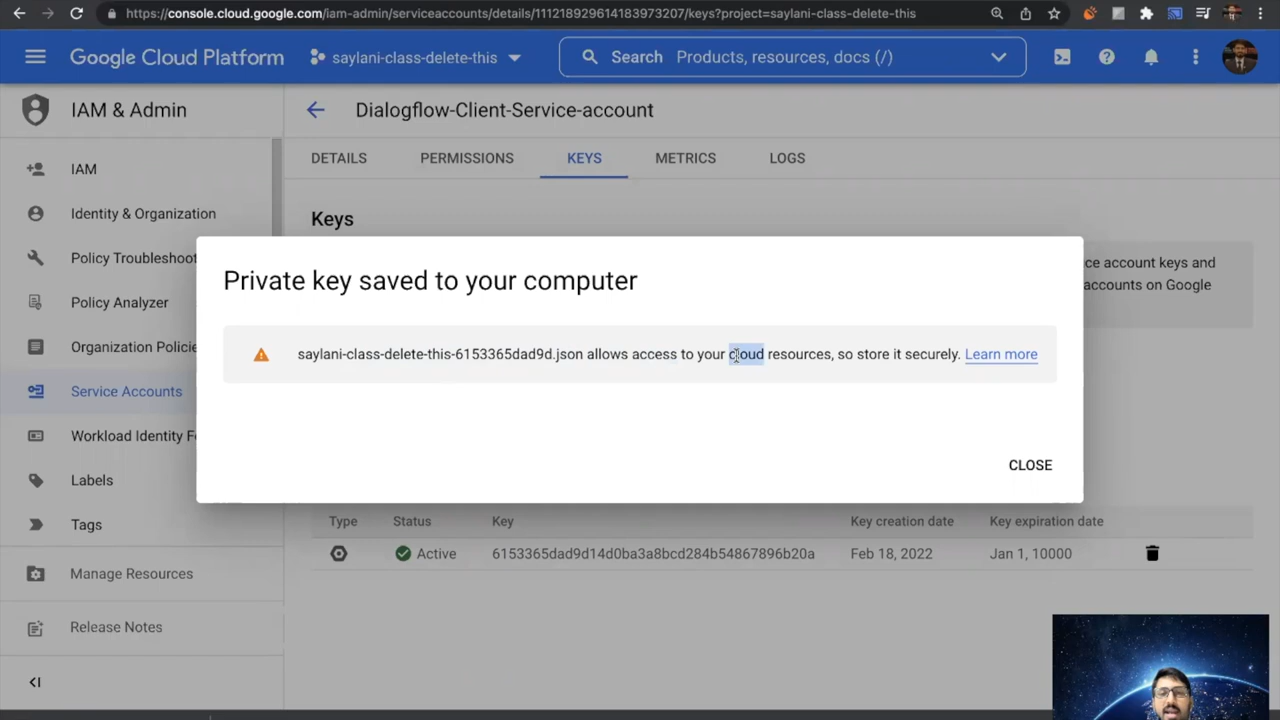 https://console.cloud.google.com/iam-admin/serviceaccounts/details/111218929614183973207/keys?project=saylani-class-delete-this
Google Cloud Platform
saylani-class-delete-this
Search Products, resources, docs (/)
IAM & Admin
Dialogflow-Client-Service-account
DETAILS
PERMISSIONS
KEYS
METRICS
LOGS
IAM
Identity & Organization
Policy Troubleshoot
Policy Analyzer
Organization Policie
Service Accounts
Workload Identity F
Labels
Tags
Manage Resources
Release Notes
Keys
ce account keys and
accounts on Google
Private key saved to your computer
saylani-class-delete-this-6153365dad9d.json allows access to your cloud resources, so store it securely. Learn more
CLOSE
Type Status Key Key creation date Key expiration date
Active 6153365dad9d14d0ba3a8bcd284b54867896b20a Feb 18, 2022 Jan 1, 10000